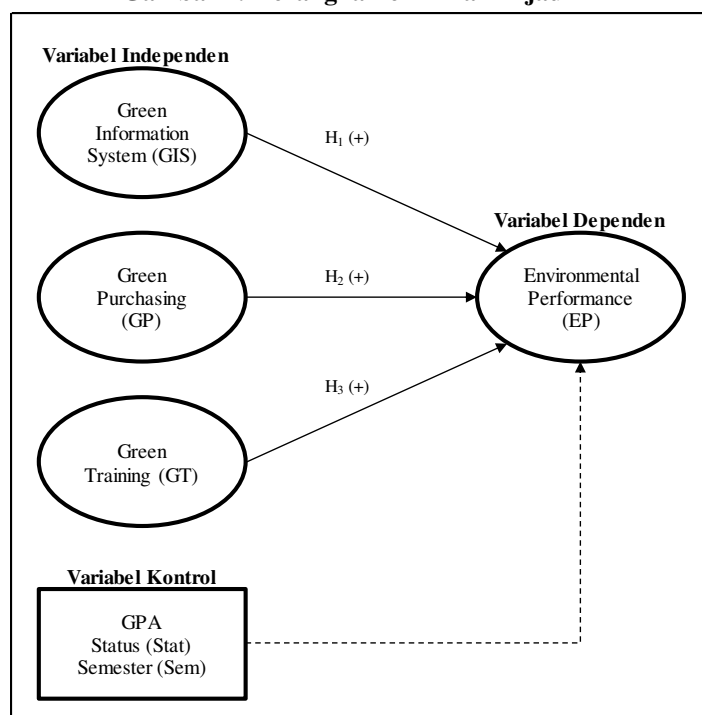 Variabel Independen
Green
Information
System (GIS)
H₁ (+)
Variabel Dependen
Green
Purchasing
(GP)
H₂ (+)
Environmental
Performance
(EP)
H₃ (+)
Green
Training (GT)
Variabel Kontrol
GPA
Status (Stat)
Semester (Sem)